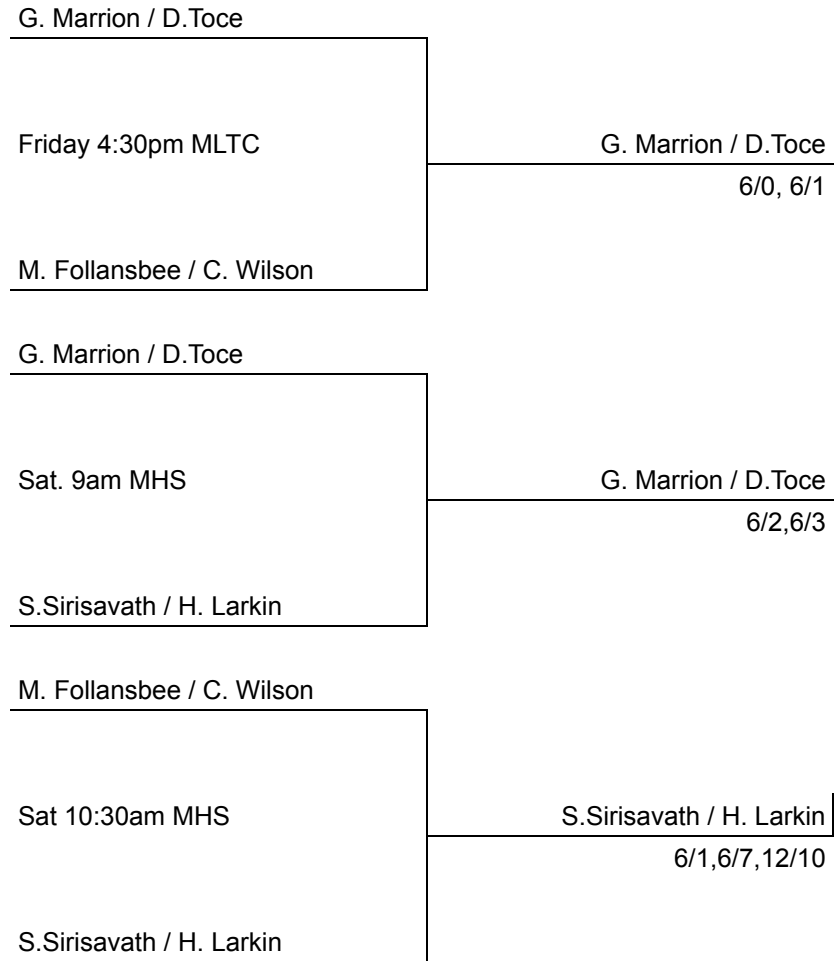 G. Marrion / D.Toce
Friday 4:30pm MLTC
G. Marrion / D.Toce
6/0, 6/1
M. Follansbee / C. Wilson
G. Marrion / D.Toce
Sat. 9am MHS
G. Marrion / D.Toce
6/2,6/3
S.Sirisavath / H. Larkin
M. Follansbee / C. Wilson
Sat 10:30am MHS
S.Sirisavath / H. Larkin
6/1,6/7,12/10
S.Sirisavath / H. Larkin